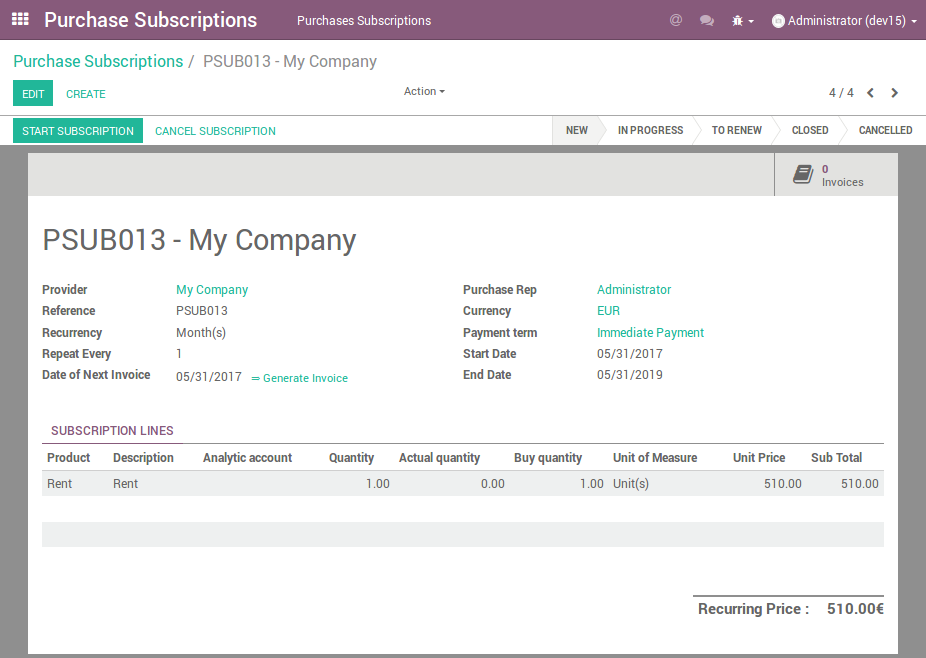 Purchase Subscriptions Purchases Subscriptions @ Administrator (dev15)
Purchase Subscriptions / PSUB013 - My Company
EDIT CREATE Action 4 / 4
START SUBSCRIPTION CANCEL SUBSCRIPTION NEW IN PROGRESS TO RENEW CLOSED CANCELLED
0
Invoices
PSUB013 - My Company
Provider My Company Purchase Rep Administrator
Reference PSUB013 Currency EUR
Recurrency Month(s) Payment term Immediate Payment
Repeat Every 1 Start Date 05/31/2017
Date of Next Invoice 05/31/2017 Generate Invoice End Date 05/31/2019
SUBSCRIPTION LINES
Product Description Analytic account Quantity Actual quantity Buy quantity Unit of Measure Unit Price Sub Total
Rent Rent 1.00 0.00 1.00 Unit(s) 510.00 510.00
Recurring Price : 510.00€